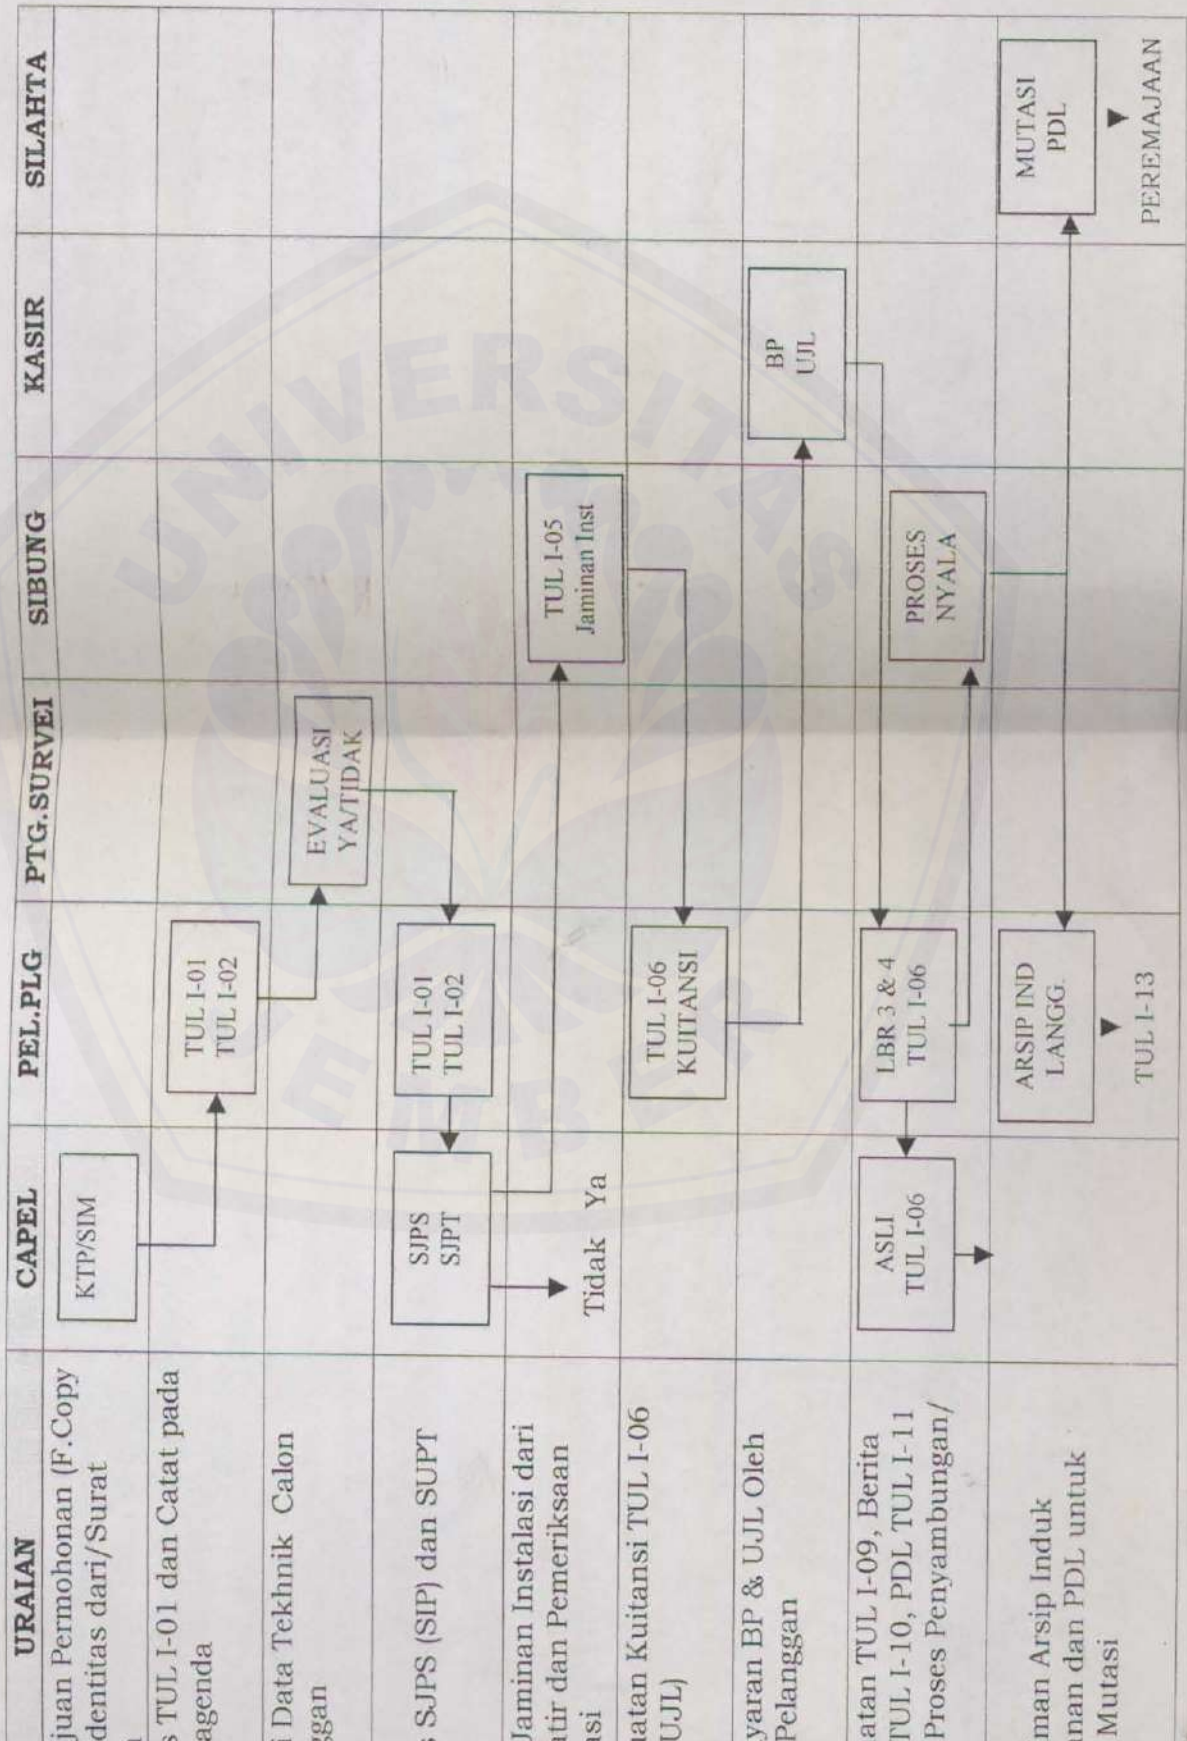 URAIAN
CAPEL
PEL.PLG
PTG.SURVEI
SIBUNG
KASIR
SILAHTA
juan Permohonan (F.Copy
dentitas dari/Surat
KTP/SIM
TUL I-01 dan Catat pada
agenda
TUL I-01
TUL I-02
Data Tekhnik Calon
ggan
EVALUASI
YA/TIDAK
SJPS (SIP) dan SUPT
SJPS
SJPT
TUL I-01
TUL I-02
Jaminan Instalasi dari
tir dan Pemeriksaan
asi
Tidak Ya
TUL I-05
Jaminan Inst
uatan Kuitansi TUL I-06
UJL)
TUL I-06
KUITANSI
yaran BP & UJL Oleh
Pelanggan
BP
UJL
atan TUL I-09, Berita
TUL I-10, PDL TUL I-11
Proses Penyambungan/
ASLI
TUL I-06
LBR 3 & 4
TUL I-06
PROSES
NYALA
man Arsip Induk
nan dan PDL untuk
Mutasi
ARSIP IND
LANGG.
TUL I-13
MUTASI
PDL
PEREMAJAAN
UNIVERSITAS
JEMBER